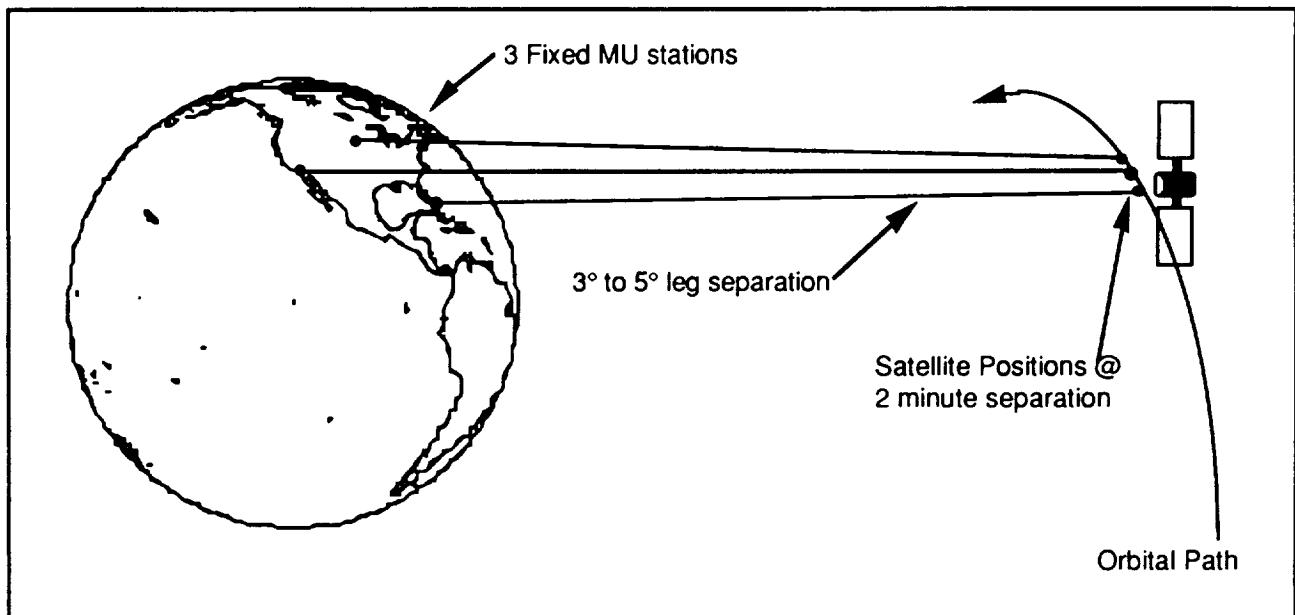 3 Fixed MU stations
3° to 5° leg separation
Satellite Positions @
2 minute separation
Orbital Path